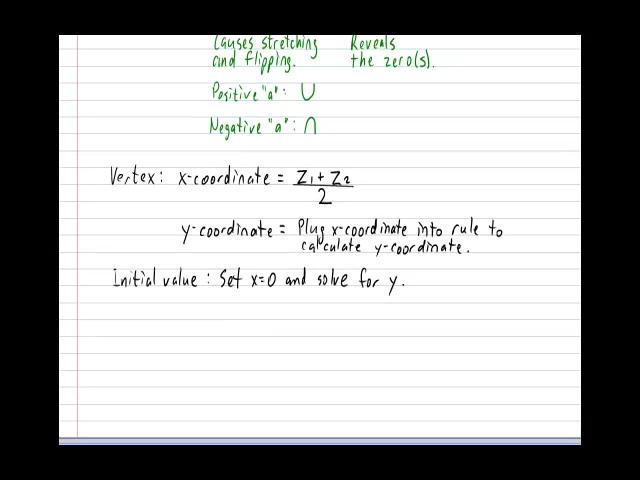 Causes stretching Reveals
and flipping. the zero(s).
Positive "a": ∪
Negative "a": ∩
Vertex: x-coordinate = Z1 + Z2
2
y-coordinate = Plug x-coordinate into rule to
calculate y-coordinate.
Initial value: Set x=0 and solve for y.